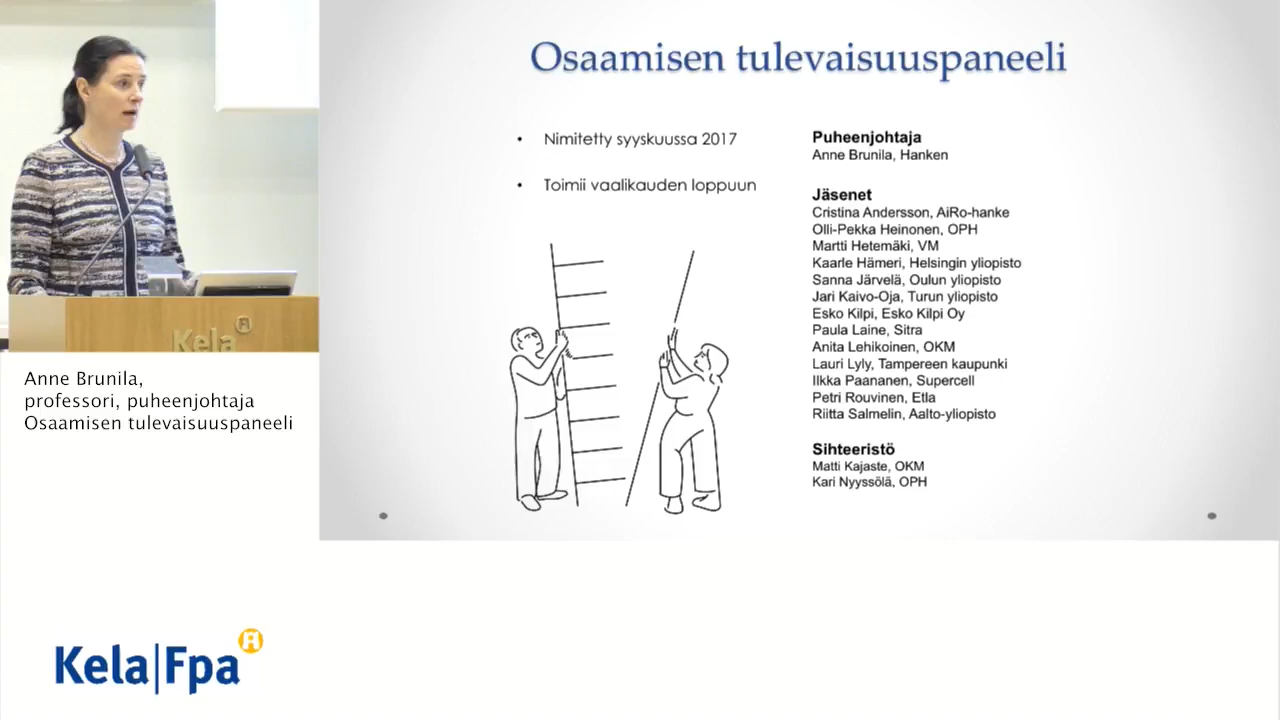 Osaamisen tulevaisuuspaneeli
• Nimitetty syyskuussa 2017
• Toimii vaalikauden loppuun
Puheenjohtaja
Anne Brunila, Hanken
Jäsenet
Cristina Andersson, AiRo-hanke
Olli-Pekka Heinonen, OPH
Martti Hetemäki, VM
Kaarle Hämeri, Helsingin yliopisto
Sanna Järvelä, Oulun yliopisto
Jari Kaivo-Oja, Turun yliopisto
Esko Kilpi, Esko Kilpi Oy
Paula Laine, Sitra
Anita Lehikoinen, OKM
Lauri Lyly, Tampereen kaupunki
Ilkka Paananen, Supercell
Petri Rouvinen, Etla
Riitta Salmelin, Aalto-yliopisto
Sihteeristö
Matti Kajaste, OKM
Kari Nyyssölä, OPH
Kela
Anne Brunila,
professori, puheenjohtaja
Osaamisen tulevaisuuspaneeli
Kela|Fpa